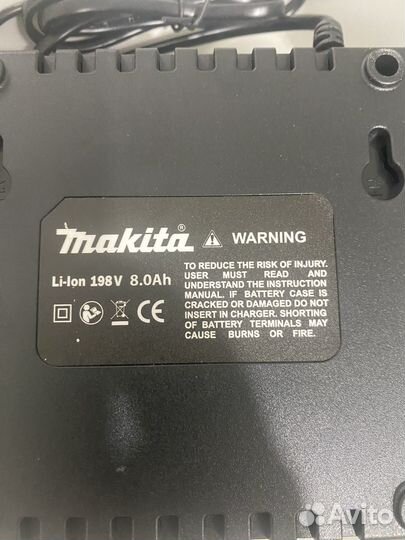 makita® WARNING
Li-Ion 198V 8.0Ah
TO REDUCE THE RISK OF INJURY.
USER MUST READ AND
UNDERSTAND THE INSTRUCTION
MANUAL. IF BATTERY CASE IS
CRACKED OR DAMAGED DO NOT
INSERT IN CHARGER. SHORTING
OF BATTERY TERMINALS MAY
CAUSE BURNS OR FIRE.
CE
Avito